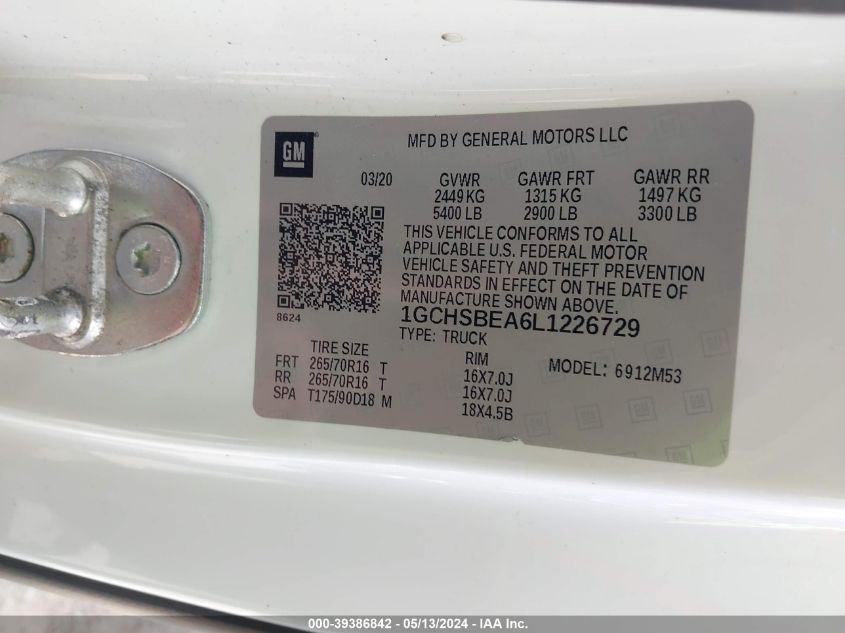 GM
MFD BY GENERAL MOTORS LLC
03/20 GVWR GAWR FRT GAWR RR
2449 KG 1315 KG 1497 KG
5400 LB 2900 LB 3300 LB
THIS VEHICLE CONFORMS TO ALL
APPLICABLE U.S. FEDERAL MOTOR
VEHICLE SAFETY AND THEFT PREVENTION
STANDARDS IN EFFECT ON THE DATE OF
MANUFACTURE SHOWN ABOVE.
8624
1GCHSBEA6L1226729
TYPE: TRUCK
TIRE SIZE RIM MODEL: 6912M53
FRT 265/70R16 T 16X7.0J
RR 265/70R16 T 16X7.0J
SPA T175/90D18 M 18X4.5B
000-39386842 - 05/13/2024 - IAA Inc.